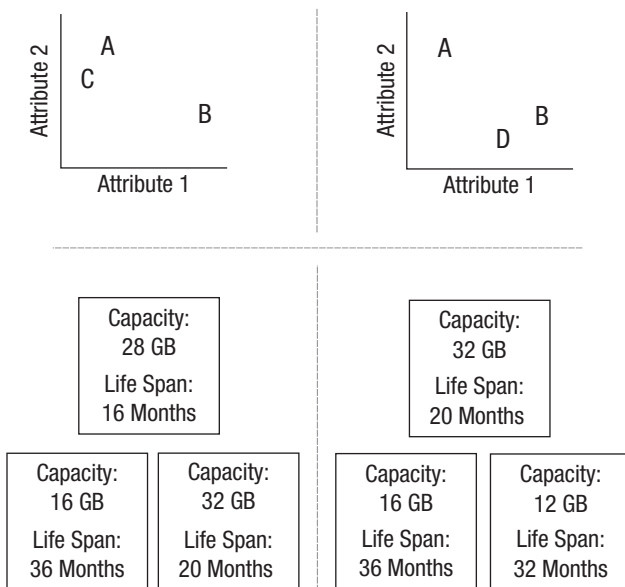 Attribute 2
A
C
B
Attribute 1
Attribute 2
A
B
D
Attribute 1
Capacity:
28 GB
Life Span:
16 Months
Capacity:
16 GB
Life Span:
36 Months
Capacity:
32 GB
Life Span:
20 Months
Capacity:
32 GB
Life Span:
20 Months
Capacity:
16 GB
Life Span:
36 Months
Capacity:
12 GB
Life Span:
32 Months